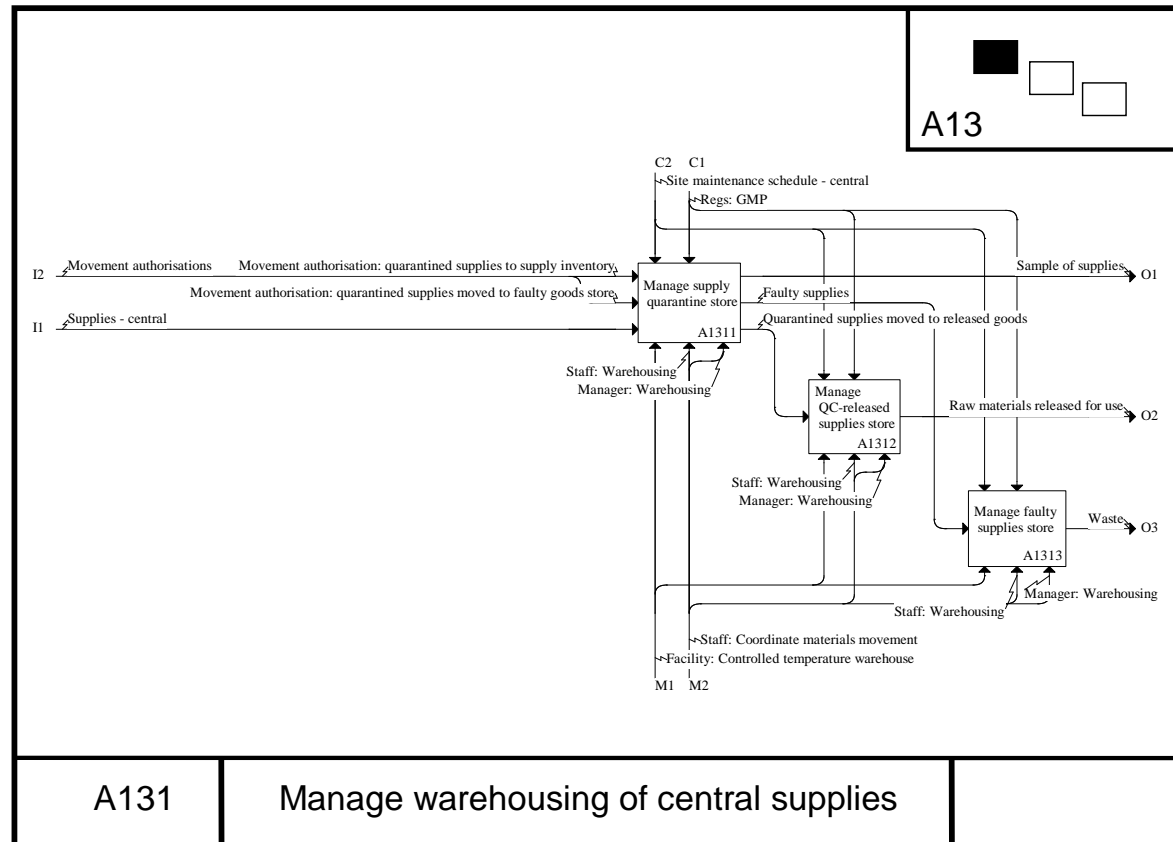 A13
C2 C1
Site maintenance schedule - central
Regs: GMP
I2 Movement authorisations Movement authorisation: quarantined supplies to supply inventory
Movement authorisation: quarantined supplies moved to faulty goods store
I1 Supplies - central
Manage supply
quarantine store
A1311
Sample of supplies O1
Faulty supplies
Quarantined supplies moved to released goods
Staff: Warehousing
Manager: Warehousing
Manage
QC-released
supplies store
A1312
Raw materials released for use O2
Staff: Warehousing
Manager: Warehousing
Manage faulty
supplies store
A1313
Waste O3
Manager: Warehousing
Staff: Warehousing
Staff: Coordinate materials movement
Facility: Controlled temperature warehouse
M1 M2
A131
Manage warehousing of central supplies